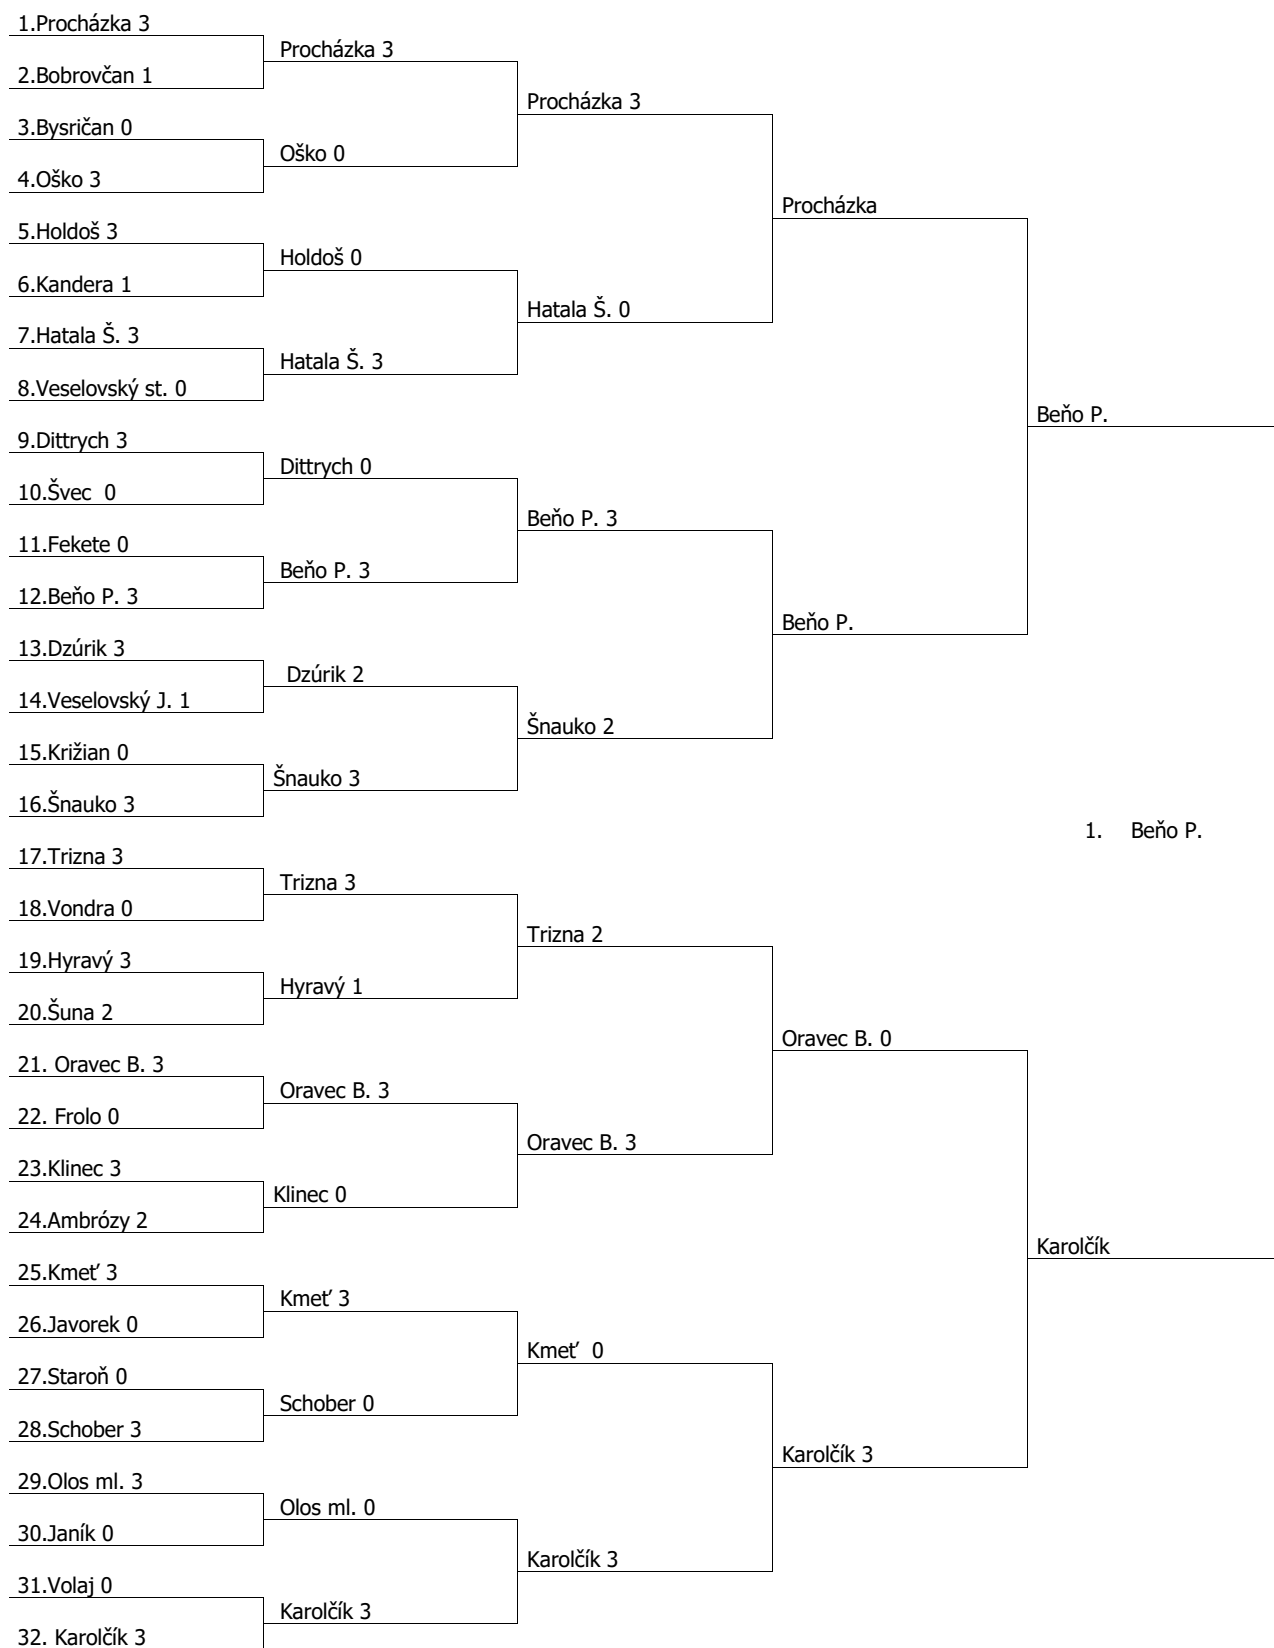 1.Procházka 3
Procházka 3
2.Bobrovčan 1
Procházka 3
3.Bysričan 0
Oško 0
4.Oško 3
Procházka
5.Holdoš 3
Holdoš 0
6.Kandera 1
Hatala Š. 0
7.Hatala Š. 3
Hatala Š. 3
8.Veselovský st. 0
Beňo P.
9.Dittrych 3
Dittrych 0
10.Švec  0
Beňo P. 3
11.Fekete 0
Beňo P. 3
12.Beňo P. 3
Beňo P.
13.Dzúrik 3
Dzúrik 2
14.Veselovský J. 1
Šnauko 2
15.Križian 0
Šnauko 3
16.Šnauko 3
1. Beňo P.
17.Trizna 3
Trizna 3
18.Vondra 0
Trizna 2
19.Hyravý 3
Hyravý 1
20.Šuna 2
Oravec B. 0
21. Oravec B. 3
Oravec B. 3
22. Frolo 0
Oravec B. 3
23.Klinec 3
Klinec 0
24.Ambrózy 2
Karolčík
25.Kmeť 3
Kmeť 3
26.Javorek 0
Kmeť  0
27.Staroň 0
Schober 0
28.Schober 3
Karolčík 3
29.Olos ml. 3
Olos ml. 0
30.Janík 0
Karolčík 3
31.Volaj 0
Karolčík 3
32. Karolčík 3